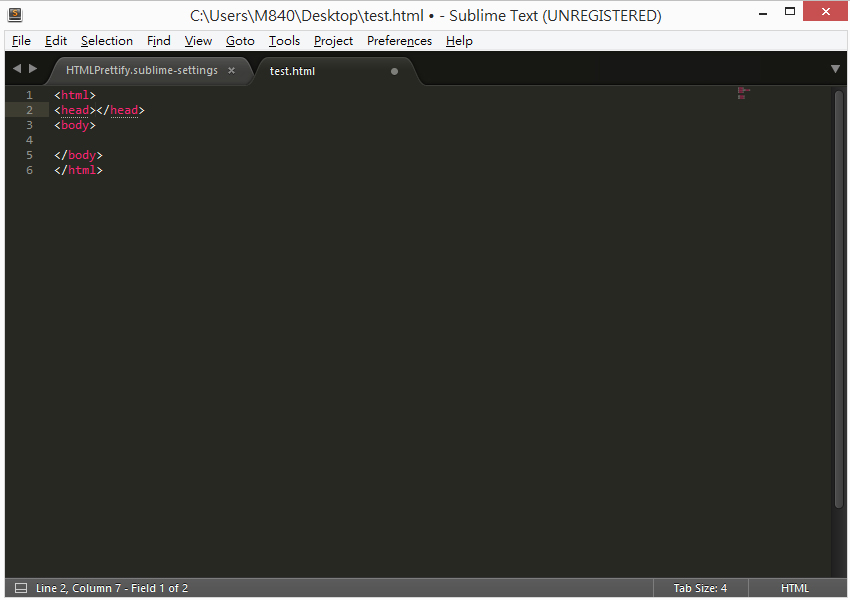 C:\Users\M840\Desktop\test.html • - Sublime Text (UNREGISTERED)
File Edit Selection Find View Goto Tools Project Preferences Help
HTMLPrettify.sublime-settings × test.html
1 <html>
2 <head></head>
3 <body>
4
5 </body>
6 </html>
Line 2, Column 7 - Field 1 of 2 Tab Size: 4 HTML